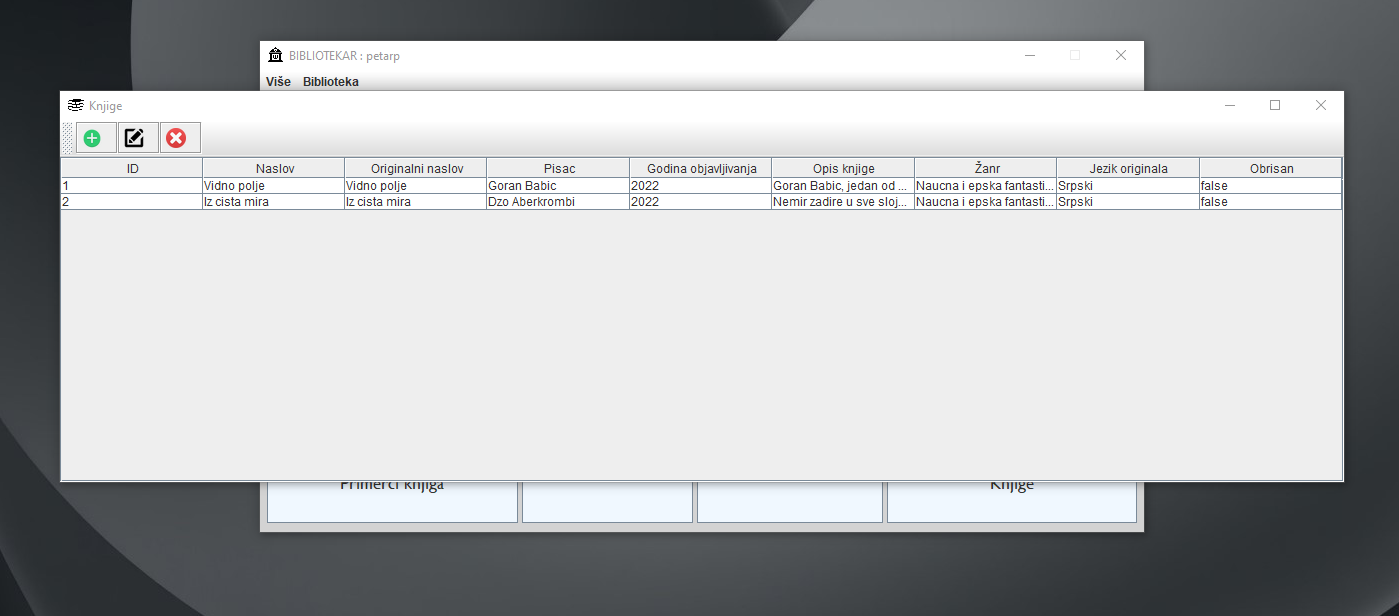 BIBLIOTEKAR : petarp
Više Biblioteka
Knjige
ID Naslov Originalni naslov Pisac Godina objavljivanja Opis knjige Žanr Jezik originala Obrisan
1 Vidno polje Vidno polje Goran Babic 2022 Goran Babic, jedan od ... Naucna i epska fantasti... Srpski false
2 Iz cista mira Iz cista mira Dzo Aberkrombi 2022 Nemir zadire u sve sloj... Naucna i epska fantasti... Srpski false
Primerci knjiga Knjige